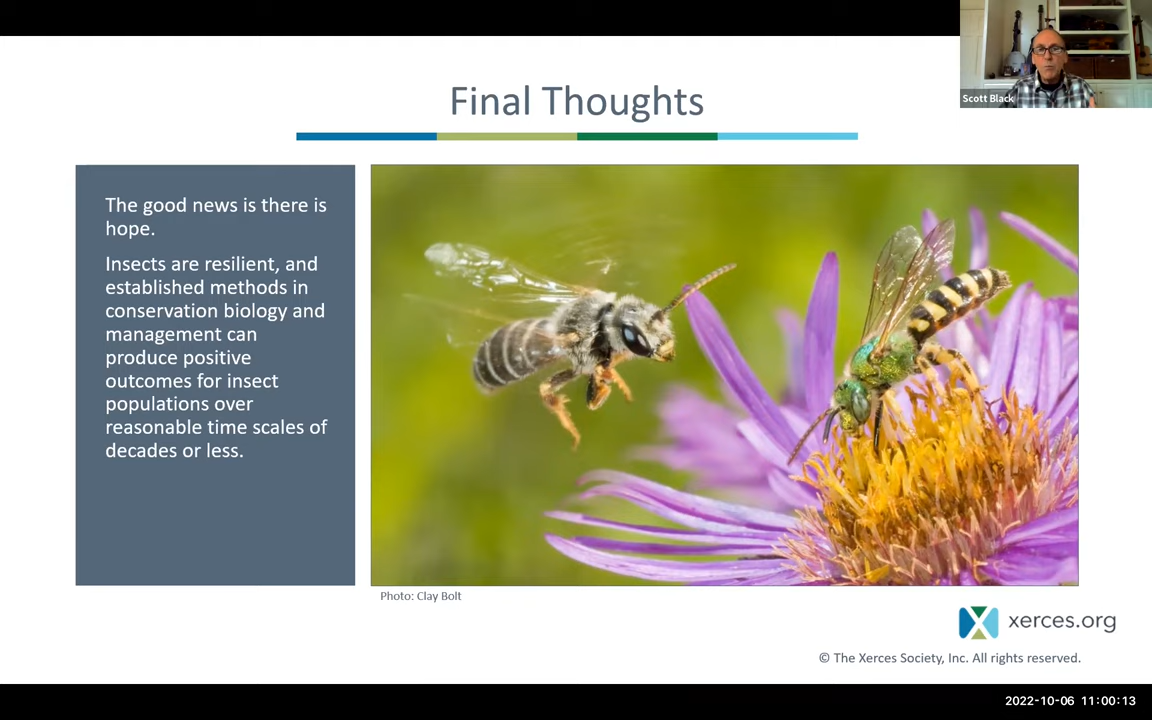 Scott Black
Final Thoughts
The good news is there is
hope.
Insects are resilient, and
established methods in
conservation biology and
management can
produce positive
outcomes for insect
populations over
reasonable time scales of
decades or less.
Photo: Clay Bolt
xerces.org
© The Xerces Society, Inc. All rights reserved.
2022-10-06 11:00:13